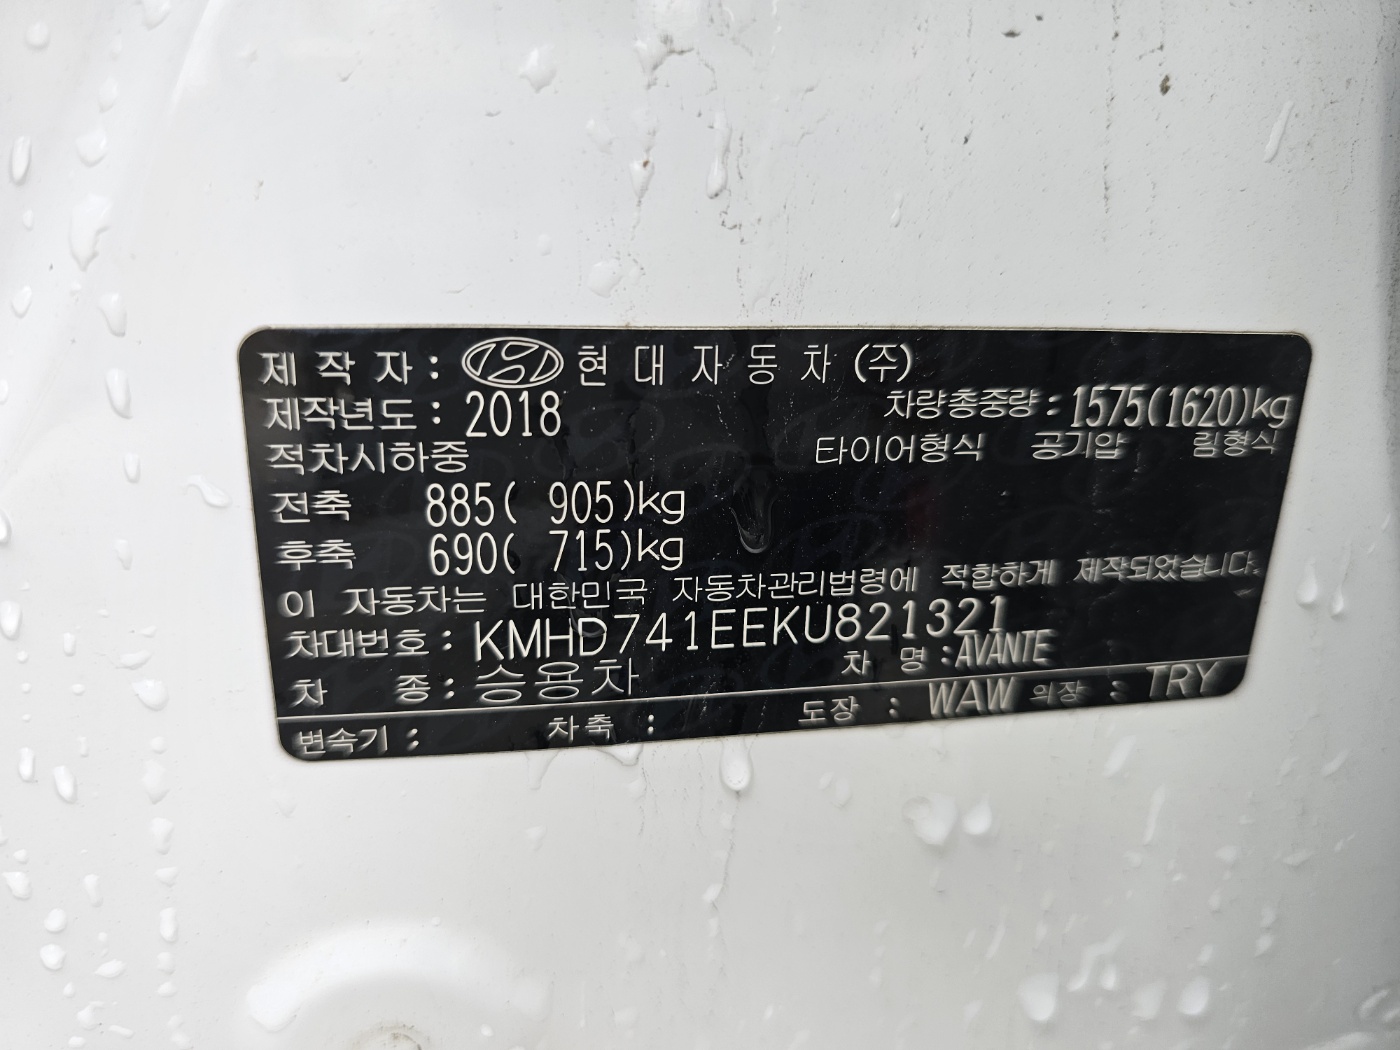 제 작 자 : 현 대 자 동 차 (주)
제작년도 : 2018 차량총중량 : 1575(1620)kg
적차시하중 타이어형식 공기압 림형식
전축 885( 905)kg
후축 690( 715)kg
이 자동차는 대한민국 자동차관리법령에 적합하게 제작되었습니다.
차대번호 : KMHD741EEKU821321
차 종 : 승용차 차 명 : AVANTE
변속기 : 차축 : 도장 : WAW 의장 : TRY